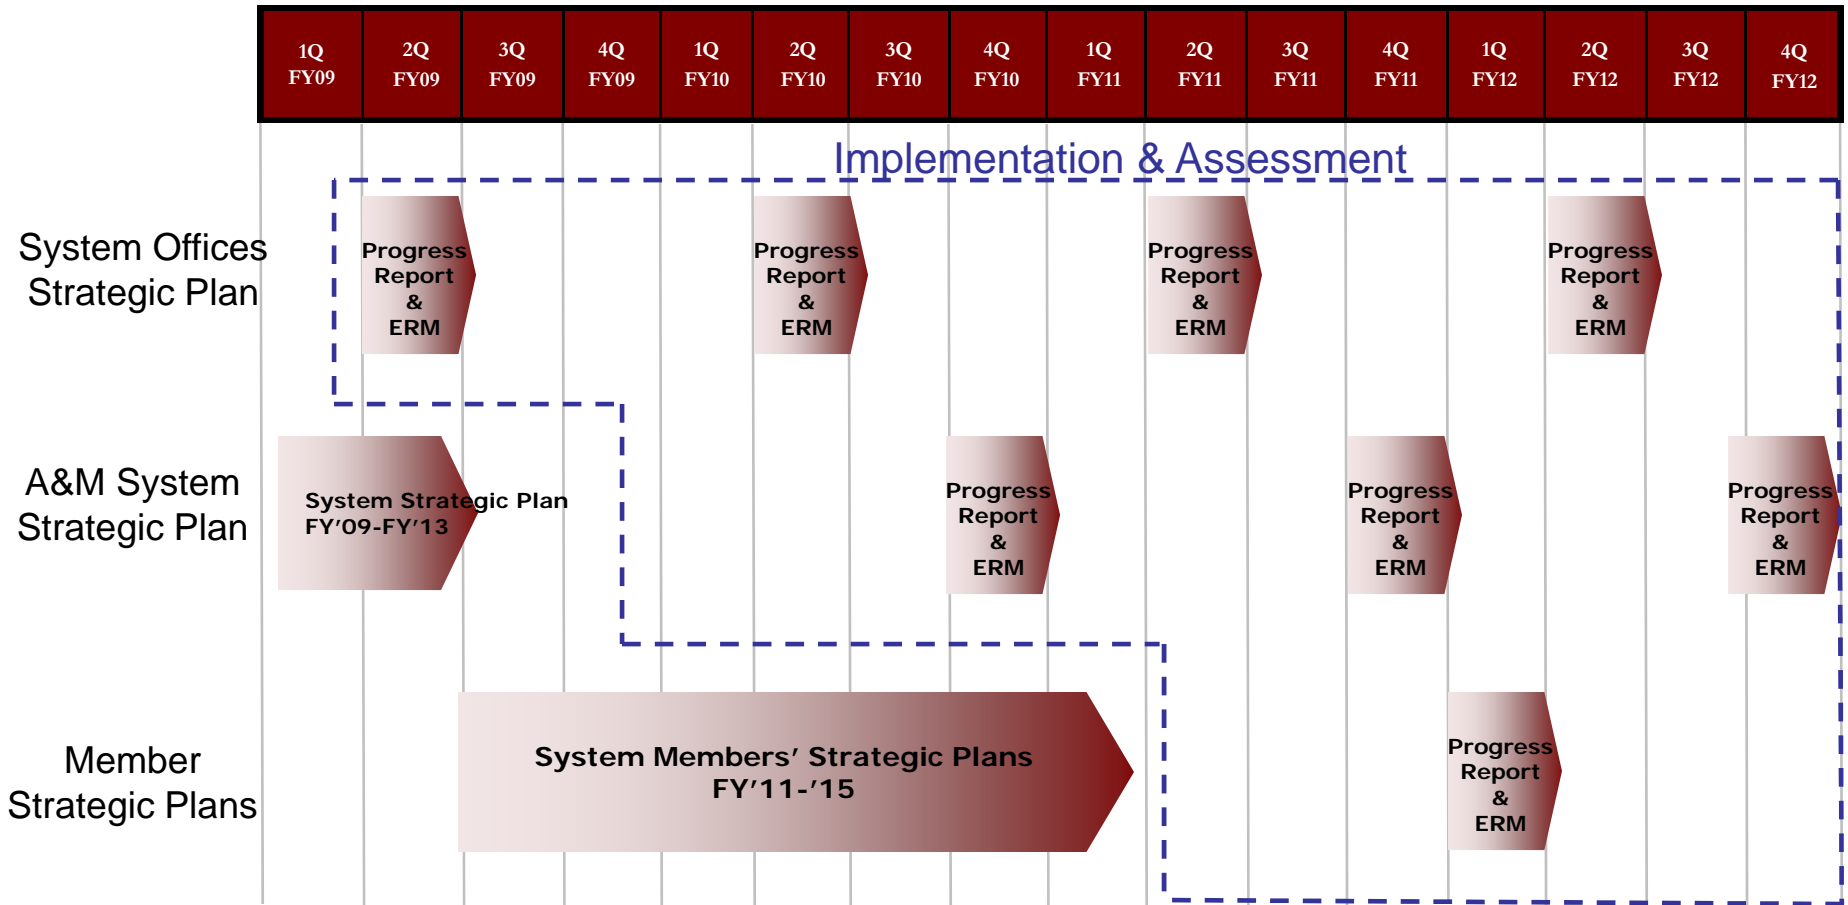 1Q
FY09
2Q
FY09
3Q
FY09
4Q
FY09
1Q
FY10
2Q
FY10
3Q
FY10
4Q
FY10
1Q
FY11
2Q
FY11
3Q
FY11
4Q
FY11
1Q
FY12
2Q
FY12
3Q
FY12
4Q
FY12
Implementation & Assessment
System Offices
Strategic Plan
Progress
Report
&
ERM
Progress
Report
&
ERM
Progress
Report
&
ERM
Progress
Report
&
ERM
A&M System
Strategic Plan
System Strategic Plan
FY’09-FY’13
Progress
Report
&
ERM
Progress
Report
&
ERM
Progress
Report
&
ERM
Member
Strategic Plans
System Members’ Strategic Plans
FY’11-’15
Progress
Report
&
ERM